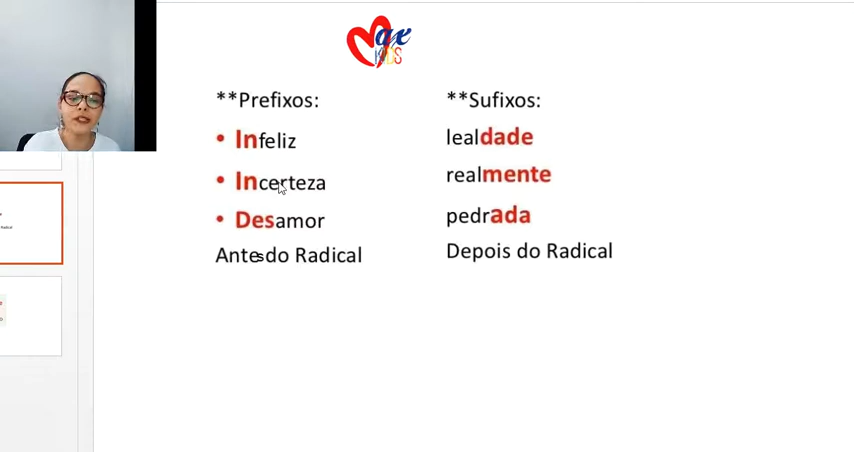 Max
KIDS
**Prefixos:
• Infeliz
• Incerteza
• Desamor
Antes do Radical
**Sufixos:
lealdade
realmente
pedrada
Depois do Radical